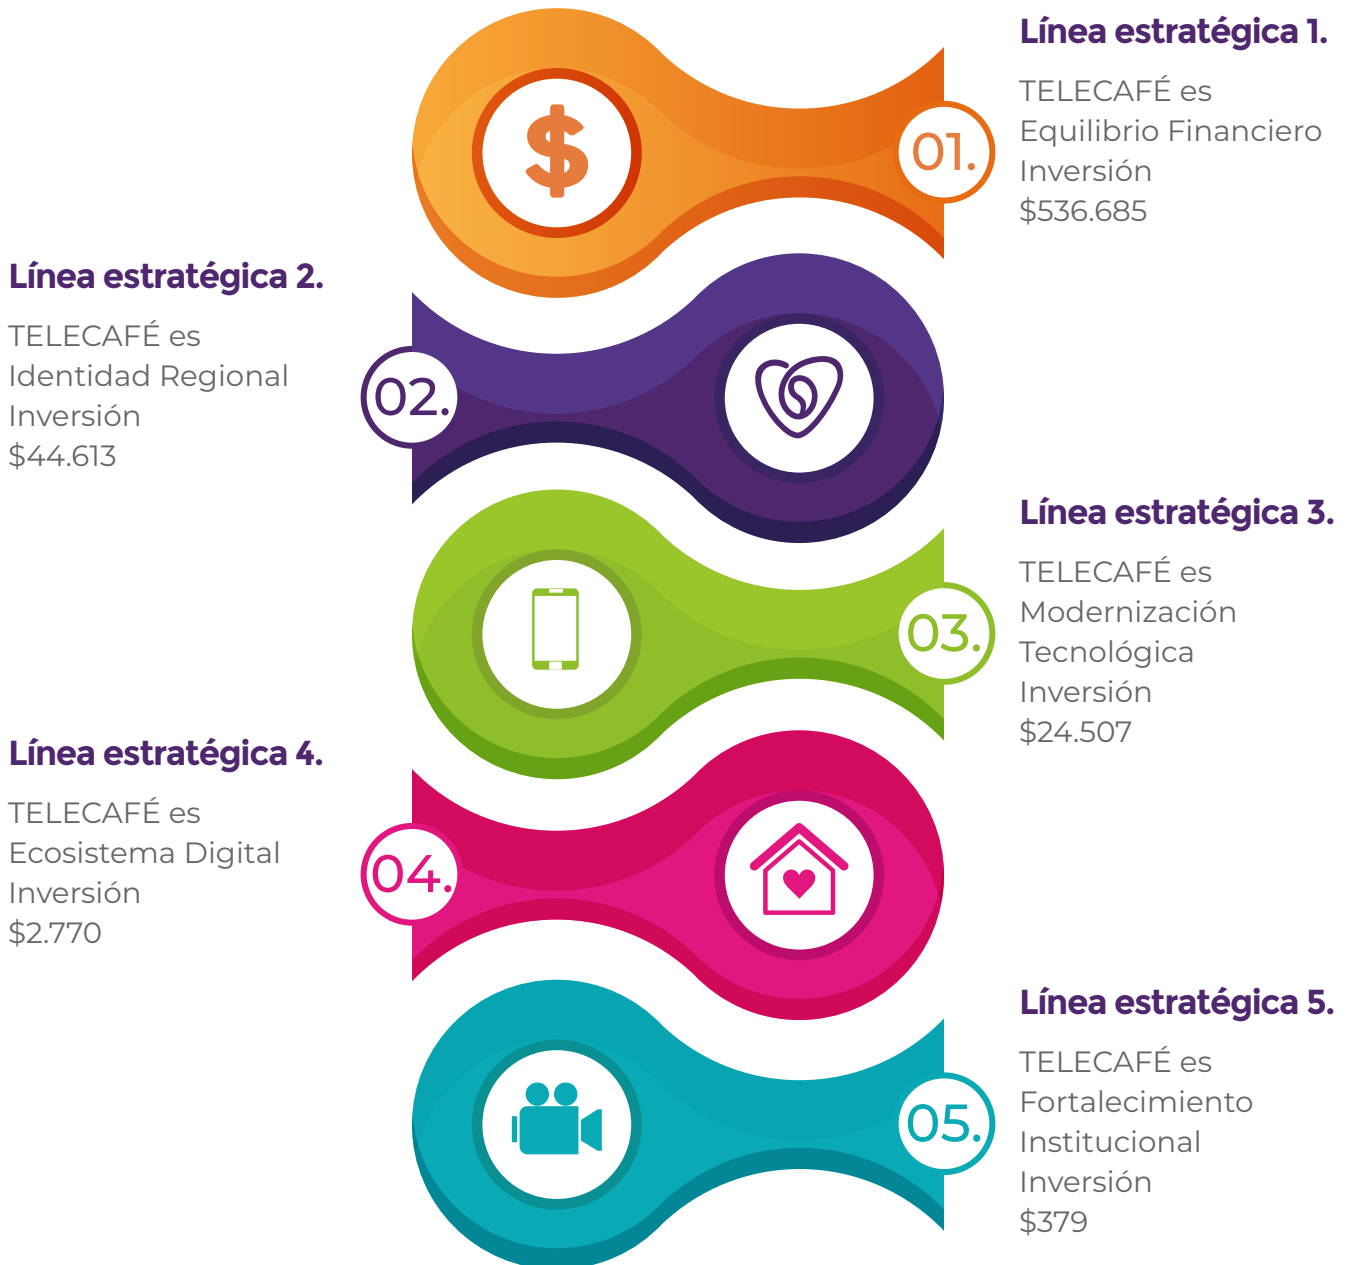 Línea estratégica 1.
TELECAFÉ es
Equilibrio Financiero
Inversión
$536.685
01.
Línea estratégica 2.
TELECAFÉ es
Identidad Regional
Inversión
$44.613
02.
Línea estratégica 3.
TELECAFÉ es
Modernización
Tecnológica
Inversión
$24.507
03.
Línea estratégica 4.
TELECAFÉ es
Ecosistema Digital
Inversión
$2.770
04.
Línea estratégica 5.
TELECAFÉ es
Fortalecimiento
Institucional
Inversión
$379
05.